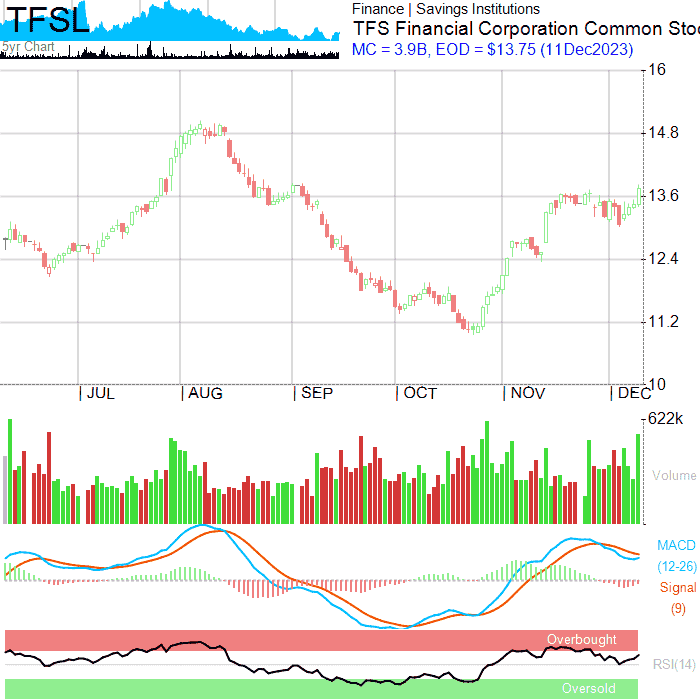 TFSL
5yr Chart
Finance | Savings Institutions
TFS Financial Corporation Common Stoc
MC = 3.9B, EOD = $13.75 (11Dec2023)
16
14.8
13.6
12.4
11.2
10
JUL
AUG
SEP
OCT
NOV
DEC
622k
Volume
MACD
(12-26)
Signal
(9)
Overbought
RSI(14)
Oversold